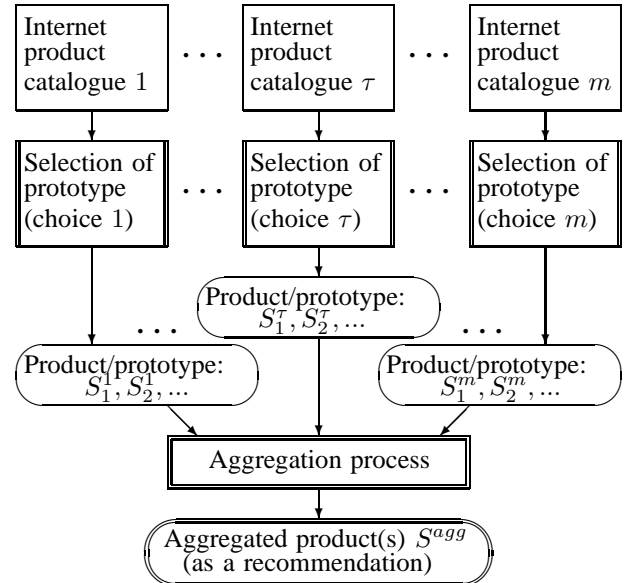 Internet product catalogue 1
. . .
Internet product catalogue τ
. . .
Internet product catalogue m
Selection of prototype (choice 1)
. . .
Selection of prototype (choice τ)
. . .
Selection of prototype (choice m)
Product/prototype:
S_1^τ, S_2^τ, ...
. . .
. . .
Product/prototype:
S_1^1, S_2^1, ...
Product/prototype:
S_1^m, S_2^m, ...
Aggregation process
Aggregated product(s) S^{agg}
(as a recommendation)